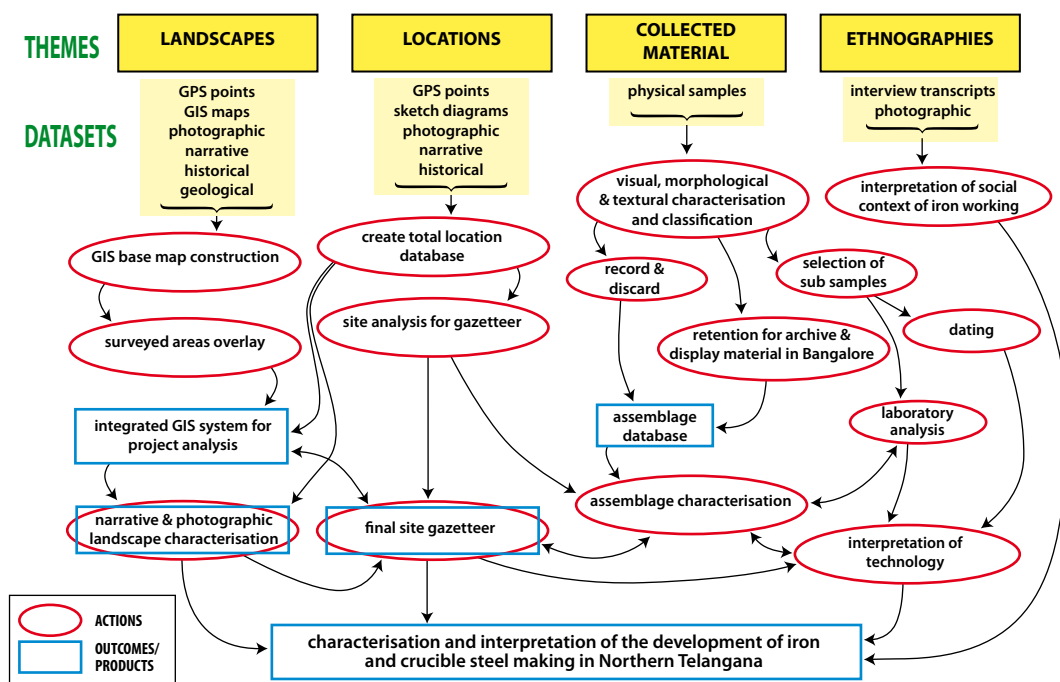 THEMES
LANDSCAPES
LOCATIONS
COLLECTED
MATERIAL
ETHNOGRAPHIES
DATASETS
GPS points
GIS maps
photographic
narrative
historical
geological
GPS points
sketch diagrams
photographic
narrative
historical
physical samples
interview transcripts
photographic
GIS base map construction
create total location
database
visual, morphological
& textural characterisation
and classification
interpretation of social
context of iron working
record &
discard
selection of
sub samples
surveyed areas overlay
site analysis for gazetteer
retention for archive &
display material in Bangalore
dating
integrated GIS system for
project analysis
assemblage
database
laboratory
analysis
narrative & photographic
landscape characterisation
final site gazetteer
assemblage characterisation
interpretation of
technology
ACTIONS
OUTCOMES/
PRODUCTS
characterisation and interpretation of the development of iron
and crucible steel making in Northern Telangana